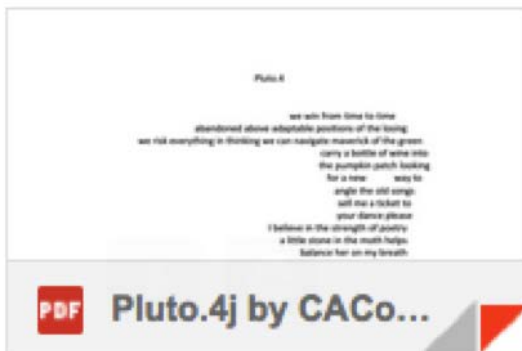 Pluto.4
we win from time to time
abandoned above adaptable positions of the losing
we risk everything in thinking we can navigate maverick of the green
carry a bottle of wine into
the pumpkin patch looking
for a new way to
angle the old songs
sell me a ticket to
your dance please
I believe in the strength of poetry
a little stone in the moth helps
balance her on my breath
PDF Pluto.4j by CACo...